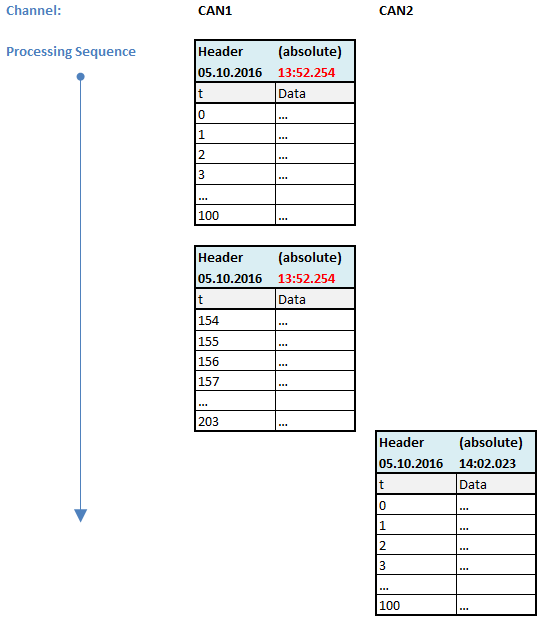 Channel: CAN1 CAN2
Processing Sequence
Header (absolute)
05.10.2016 13:52.254
t Data
0 ...
1 ...
2 ...
3 ...
...
100 ...
Header (absolute)
05.10.2016 13:52.254
t Data
154 ...
155 ...
156 ...
157 ...
...
203 ...
Header (absolute)
05.10.2016 14:02.023
t Data
0 ...
1 ...
2 ...
3 ...
...
100 ...